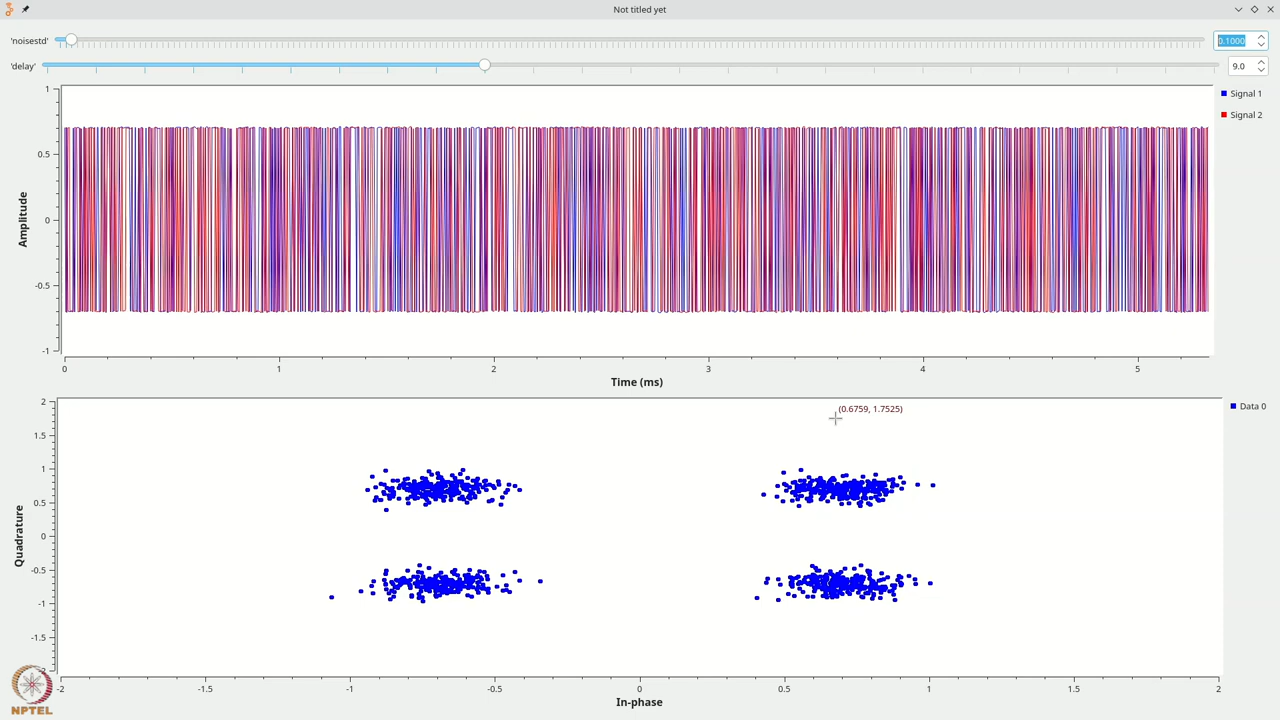 Not titled yet
'noisestd' 0.1000
'delay' 9.0
Signal 1
Signal 2
1
0.5
0
-0.5
-1
Amplitude
0 1 2 3 4 5
Time (ms)
(0.6759, 1.7525)
Data 0
2
1.5
1
0.5
0
-0.5
-1
-1.5
Quadrature
-2 -1.5 -1 -0.5 0 0.5 1 1.5 2
In-phase
NPTEL